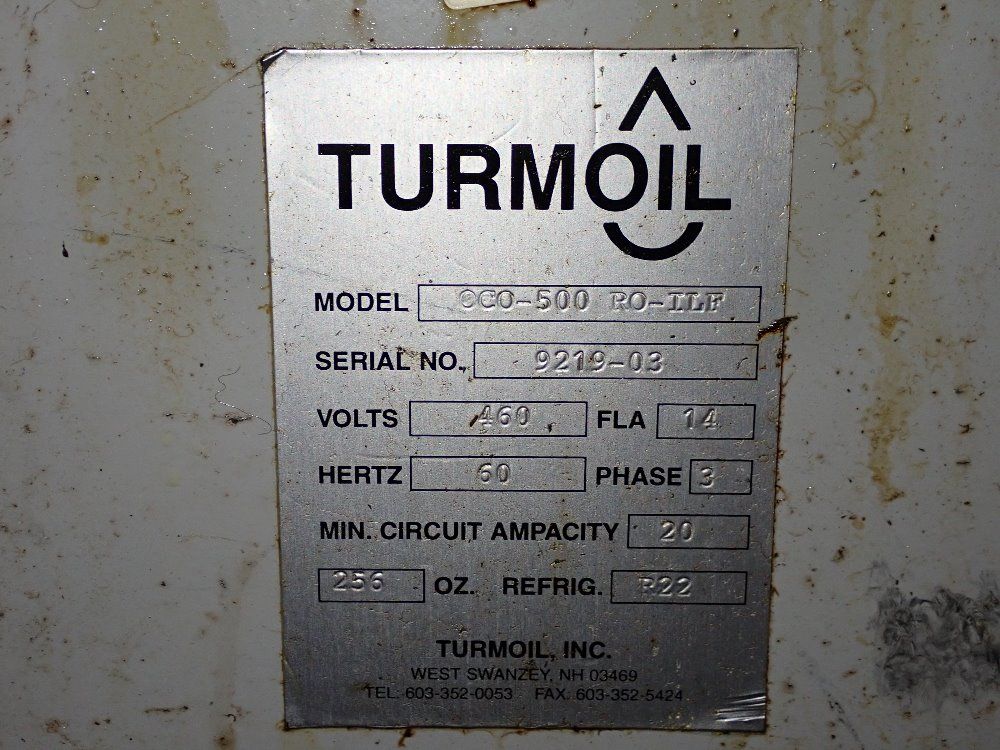 TURMOIL
MODEL OCO-500 RO-ILF
SERIAL NO. 9219-03
VOLTS 460 FLA 14
HERTZ 60 PHASE 3
MIN. CIRCUIT AMPACITY 20
256 OZ. REFRIG. R22
TURMOIL, INC.
WEST SWANZEY, NH 03469
TEL. 603-352-0053 FAX. 603-352-5424